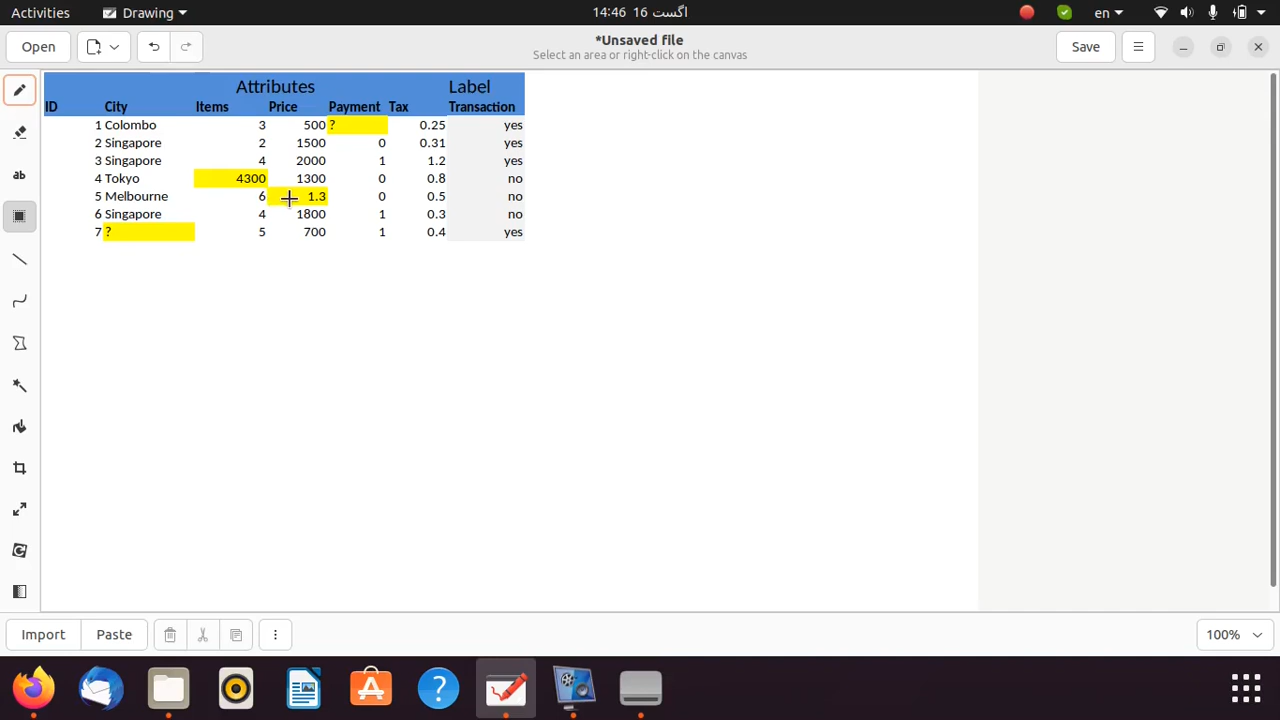 Activities Drawing 14:46 16 اگست en
Open *Unsaved file Save
Select an area or right-click on the canvas
Attributes Label
ID City Items Price Payment Tax Transaction
1 Colombo 3 500 ? 0.25 yes
2 Singapore 2 1500 0 0.31 yes
3 Singapore 4 2000 1 1.2 yes
4 Tokyo 4300 1300 0 0.8 no
5 Melbourne 6 1.3 0 0.5 no
6 Singapore 4 1800 1 0.3 no
7 ? 5 700 1 0.4 yes
ab
Import Paste 100%
?